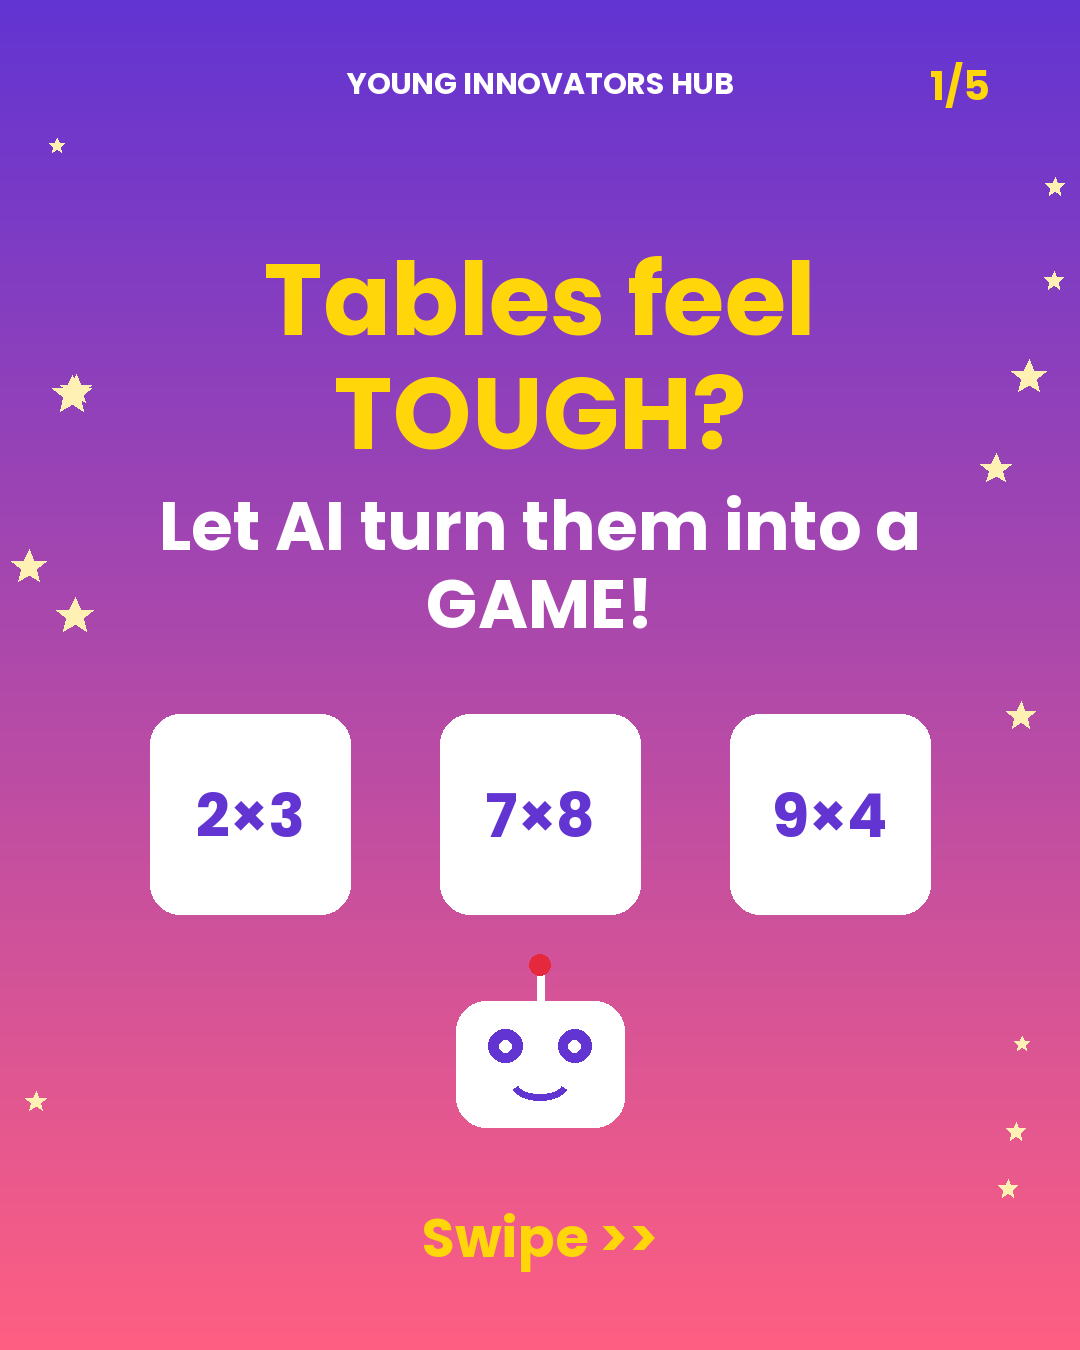 YOUNG INNOVATORS HUB
1/5
Tables feel
TOUGH?
Let AI turn them into a
GAME!
2×3
7×8
9×4
Swipe >>